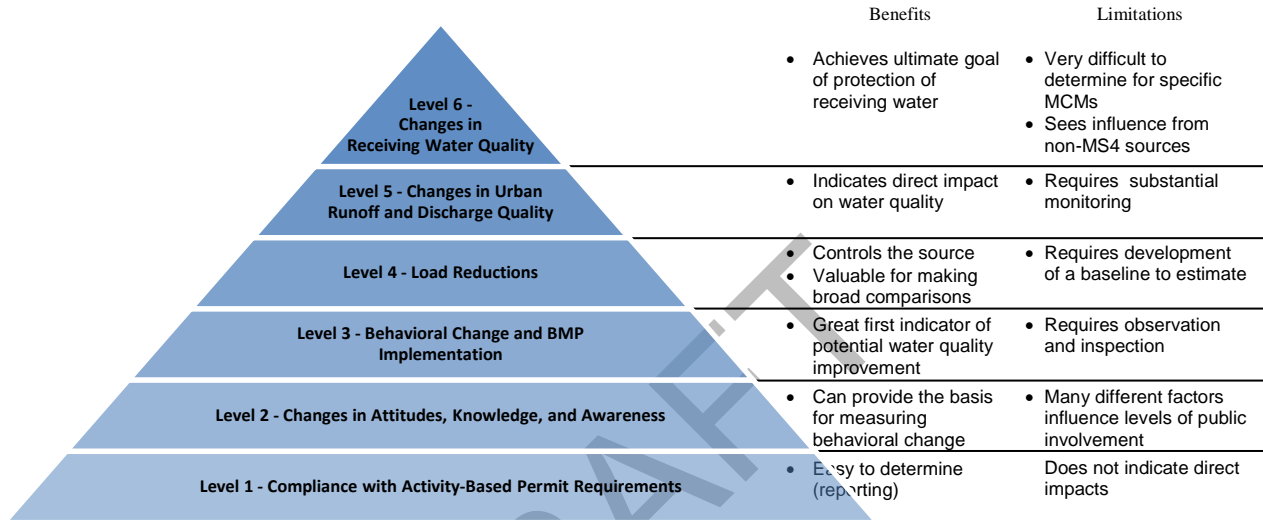 Benefits Limitations
Level 6 -
Changes in
Receiving Water Quality
• Achieves ultimate goal
of protection of
receiving water
• Very difficult to
determine for specific
MCMs
• Sees influence from
non-MS4 sources
Level 5 - Changes in Urban
Runoff and Discharge Quality
• Indicates direct impact
on water quality
• Requires substantial
monitoring
Level 4 - Load Reductions
• Controls the source
• Valuable for making
broad comparisons
• Requires development
of a baseline to estimate
Level 3 - Behavioral Change and BMP
Implementation
• Great first indicator of
potential water quality
improvement
• Requires observation
and inspection
Level 2 - Changes in Attitudes, Knowledge, and Awareness
• Can provide the basis
for measuring
behavioral change
• Many different factors
influence levels of public
involvement
Level 1 - Compliance with Activity-Based Permit Requirements
• Easy to determine
(reporting)
Does not indicate direct
impacts
DRAFT